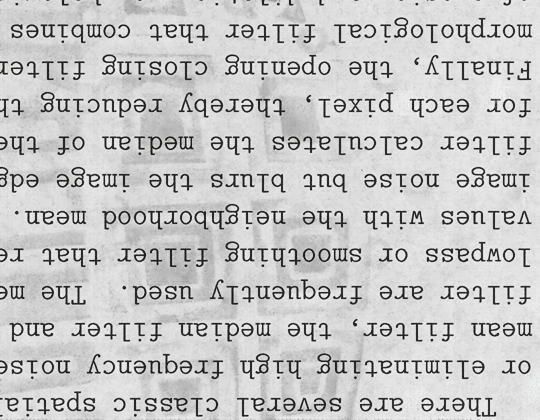 There are several classic spatial
or eliminating high frequency noise
mean filter, the median filter and
filter are frequently used. The me
lowpass or smoothing filter that re
values with the neighborhood mean.
image noise but blurs the image edg
filter calculates the median of the
for each pixel, thereby reducing th
Finally, the opening closing filter
morphological filter that combines